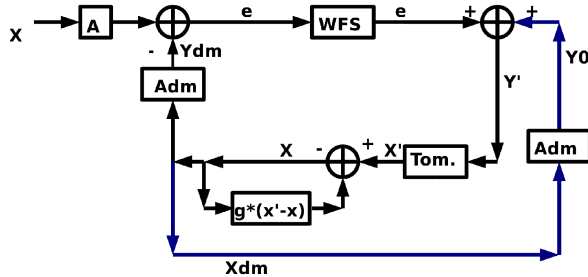 X
A
e
WFS
e
+
+
-
Ydm
Y0
Adm
Y'
X
-
+
X'
Tom.
Adm
g*(x'-x)
Xdm